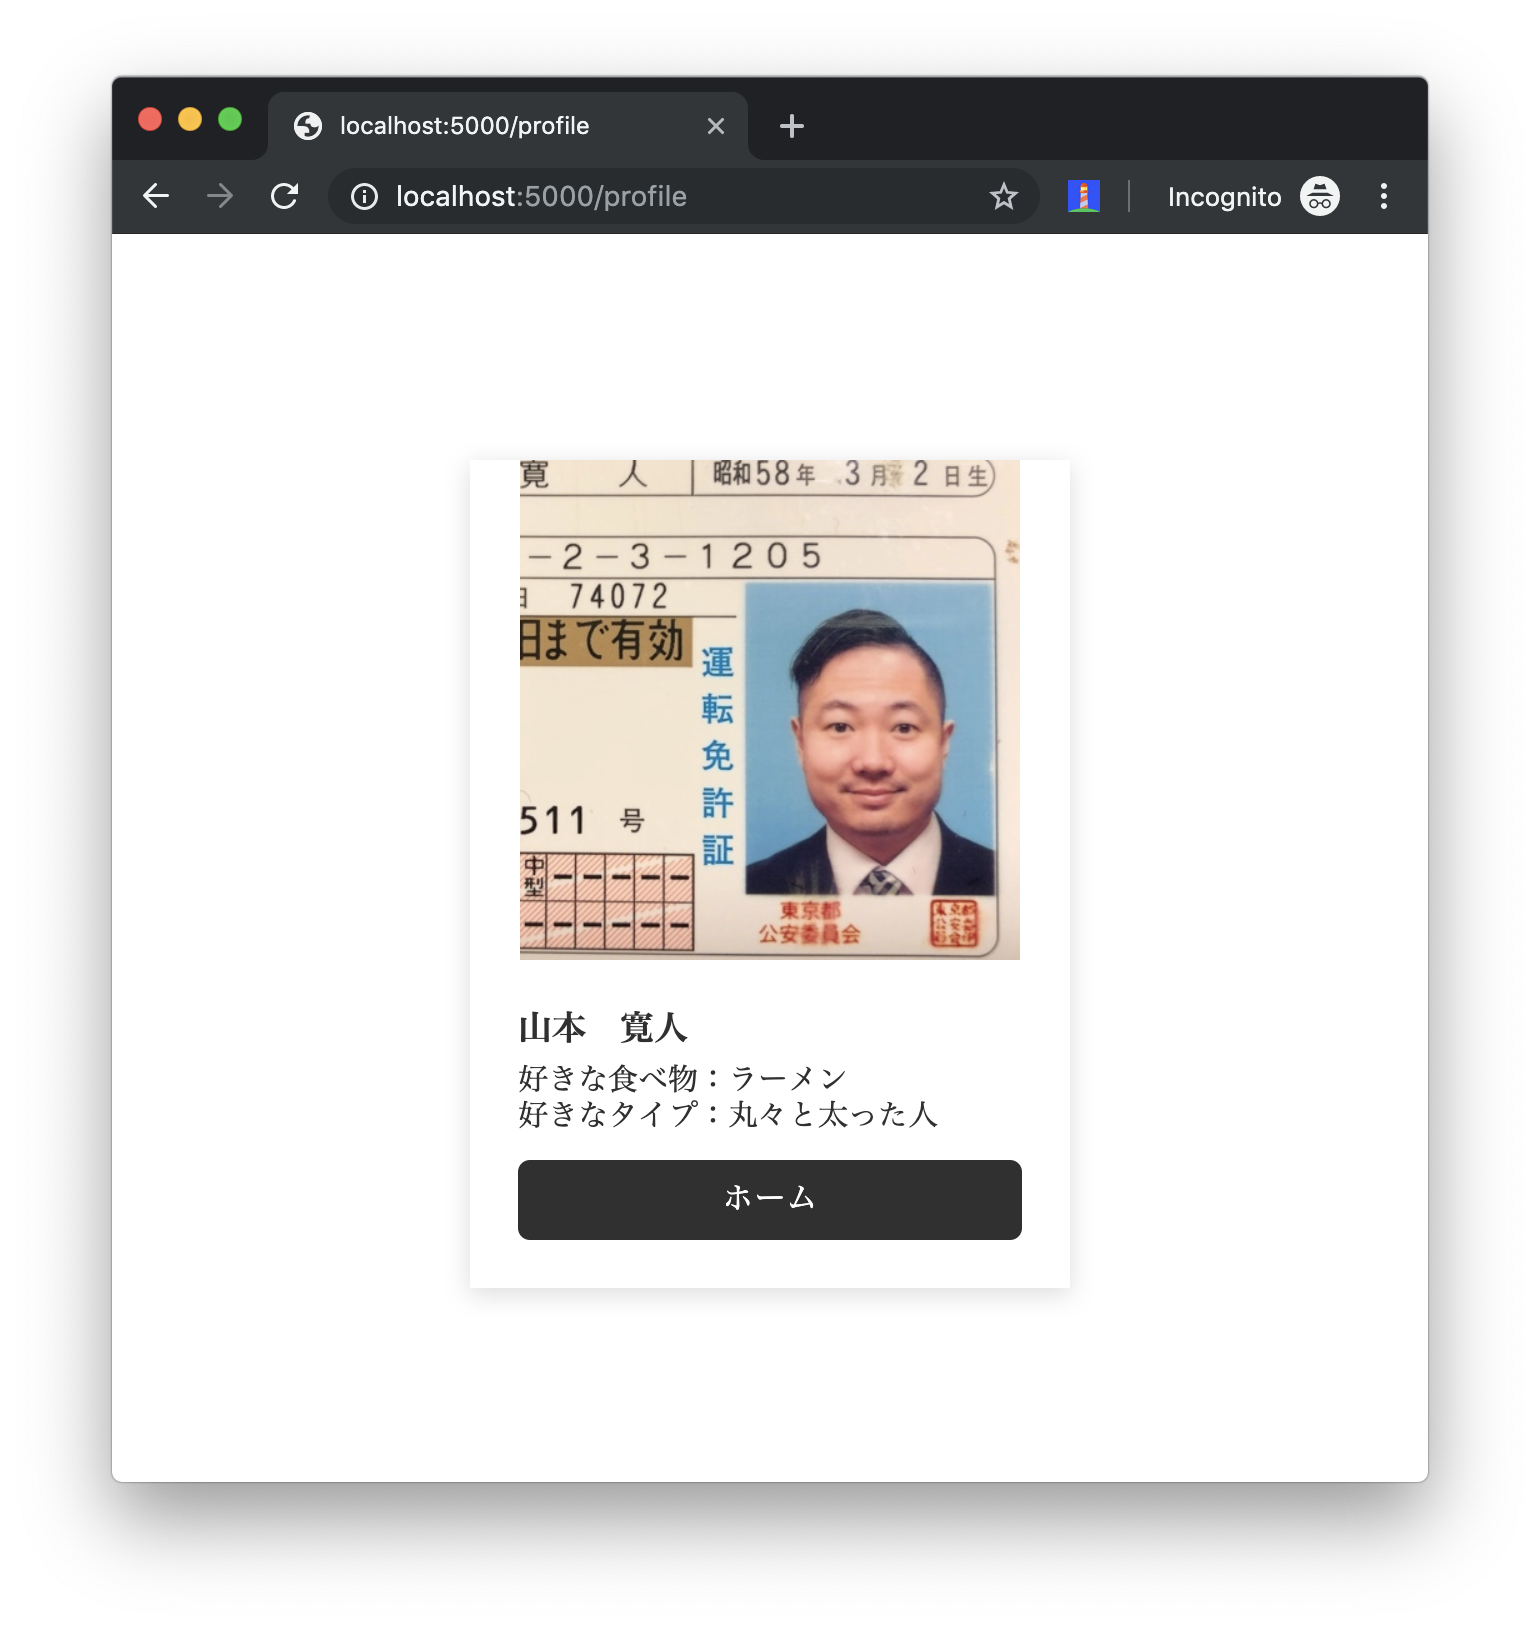 localhost:5000/profile
localhost:5000/profile
Incognito
寛 人 昭和58年 3月 2日生
-2-3-1205
日 74072
日まで有効
運転免許証
511 号
中型
東京都
公安委員会
山本 寛人
好きな食べ物：ラーメン
好きなタイプ：丸々と太った人
ホーム